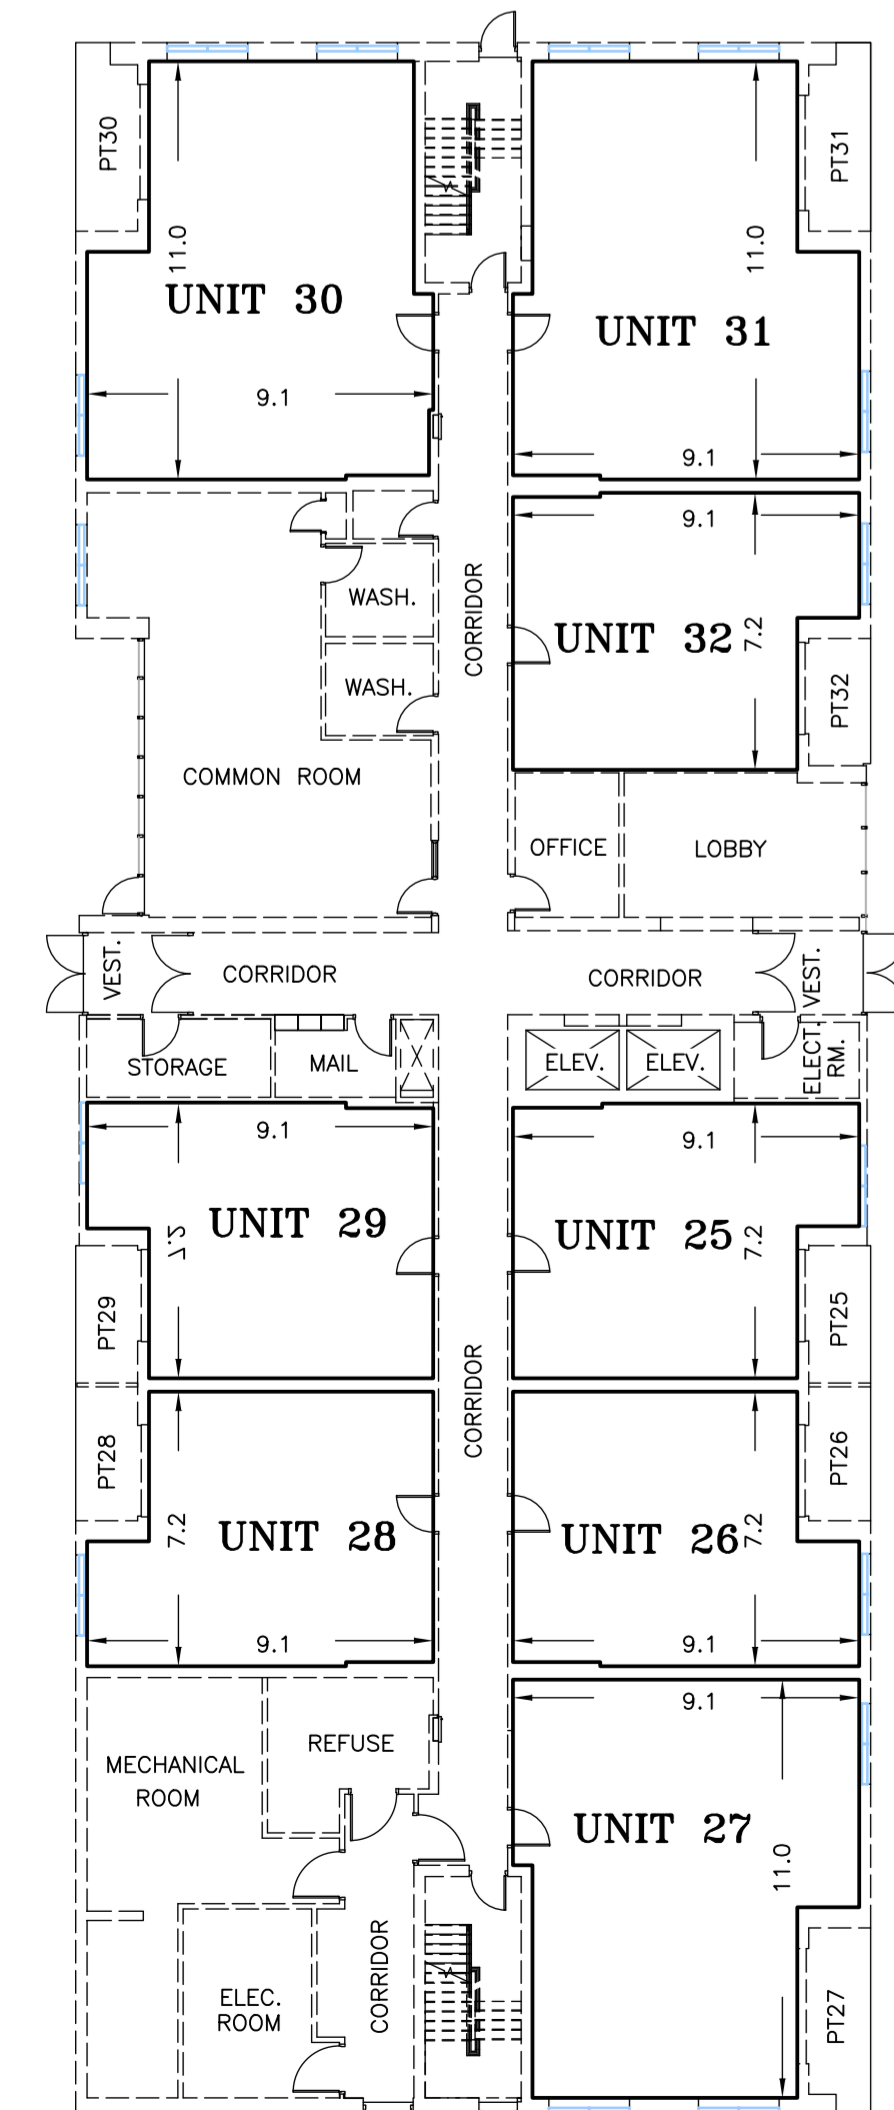 PT30
PT31
11.0
11.0
UNIT 30
UNIT 31
9.1
9.1
9.1
WASH.
CORRIDOR
UNIT 32
7.2
WASH.
PT32
COMMON ROOM
OFFICE
LOBBY
VEST.
CORRIDOR
CORRIDOR
VEST.
STORAGE
MAIL
ELEV.
ELEV.
ELECT.
RM.
9.1
9.1
UNIT 29
7.2
UNIT 25
7.2
PT29
PT25
CORRIDOR
PT28
PT26
7.2
UNIT 28
UNIT 26
7.2
9.1
9.1
9.1
REFUSE
MECHANICAL
ROOM
UNIT 27
11.0
CORRIDOR
ELEC.
ROOM
PT27